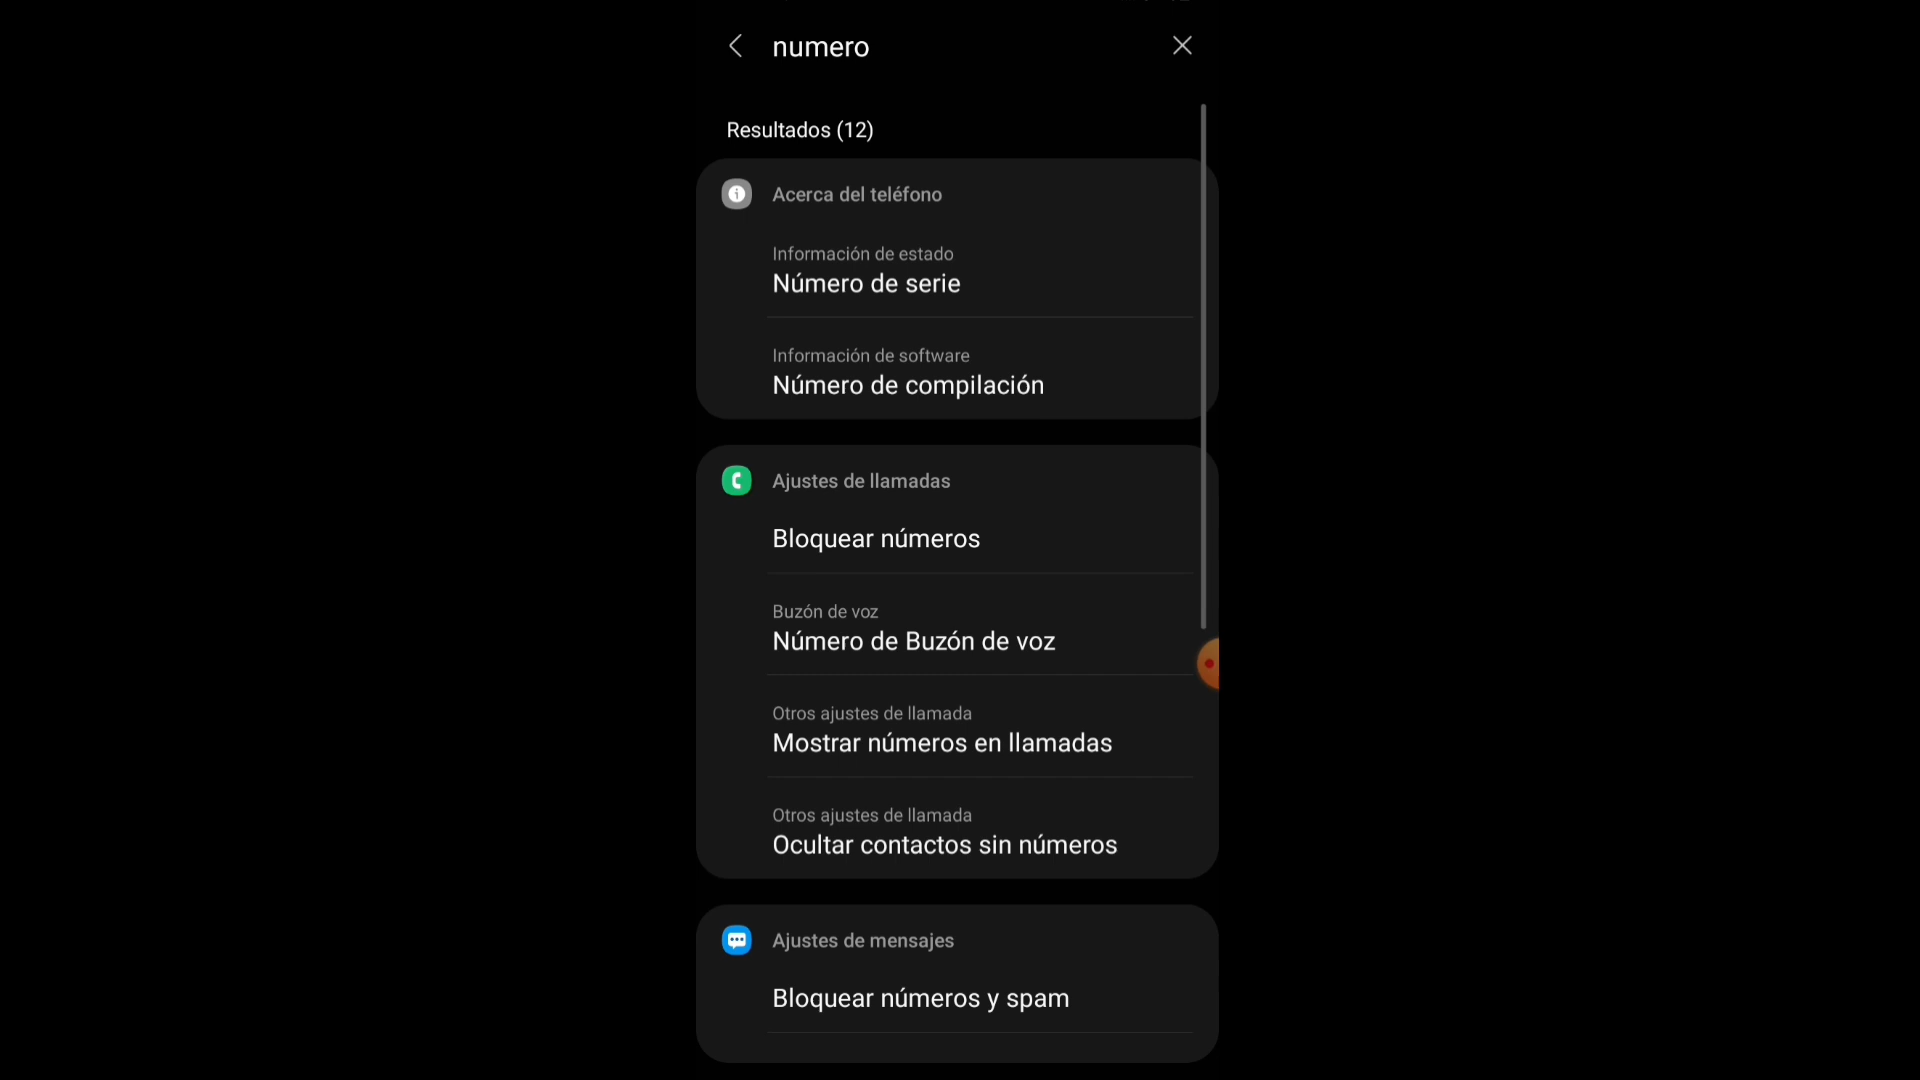 numero
Resultados (12)
Acerca del teléfono
Información de estado
Número de serie
Información de software
Número de compilación
Ajustes de llamadas
Bloquear números
Buzón de voz
Número de Buzón de voz
Otros ajustes de llamada
Mostrar números en llamadas
Otros ajustes de llamada
Ocultar contactos sin números
Ajustes de mensajes
Bloquear números y spam